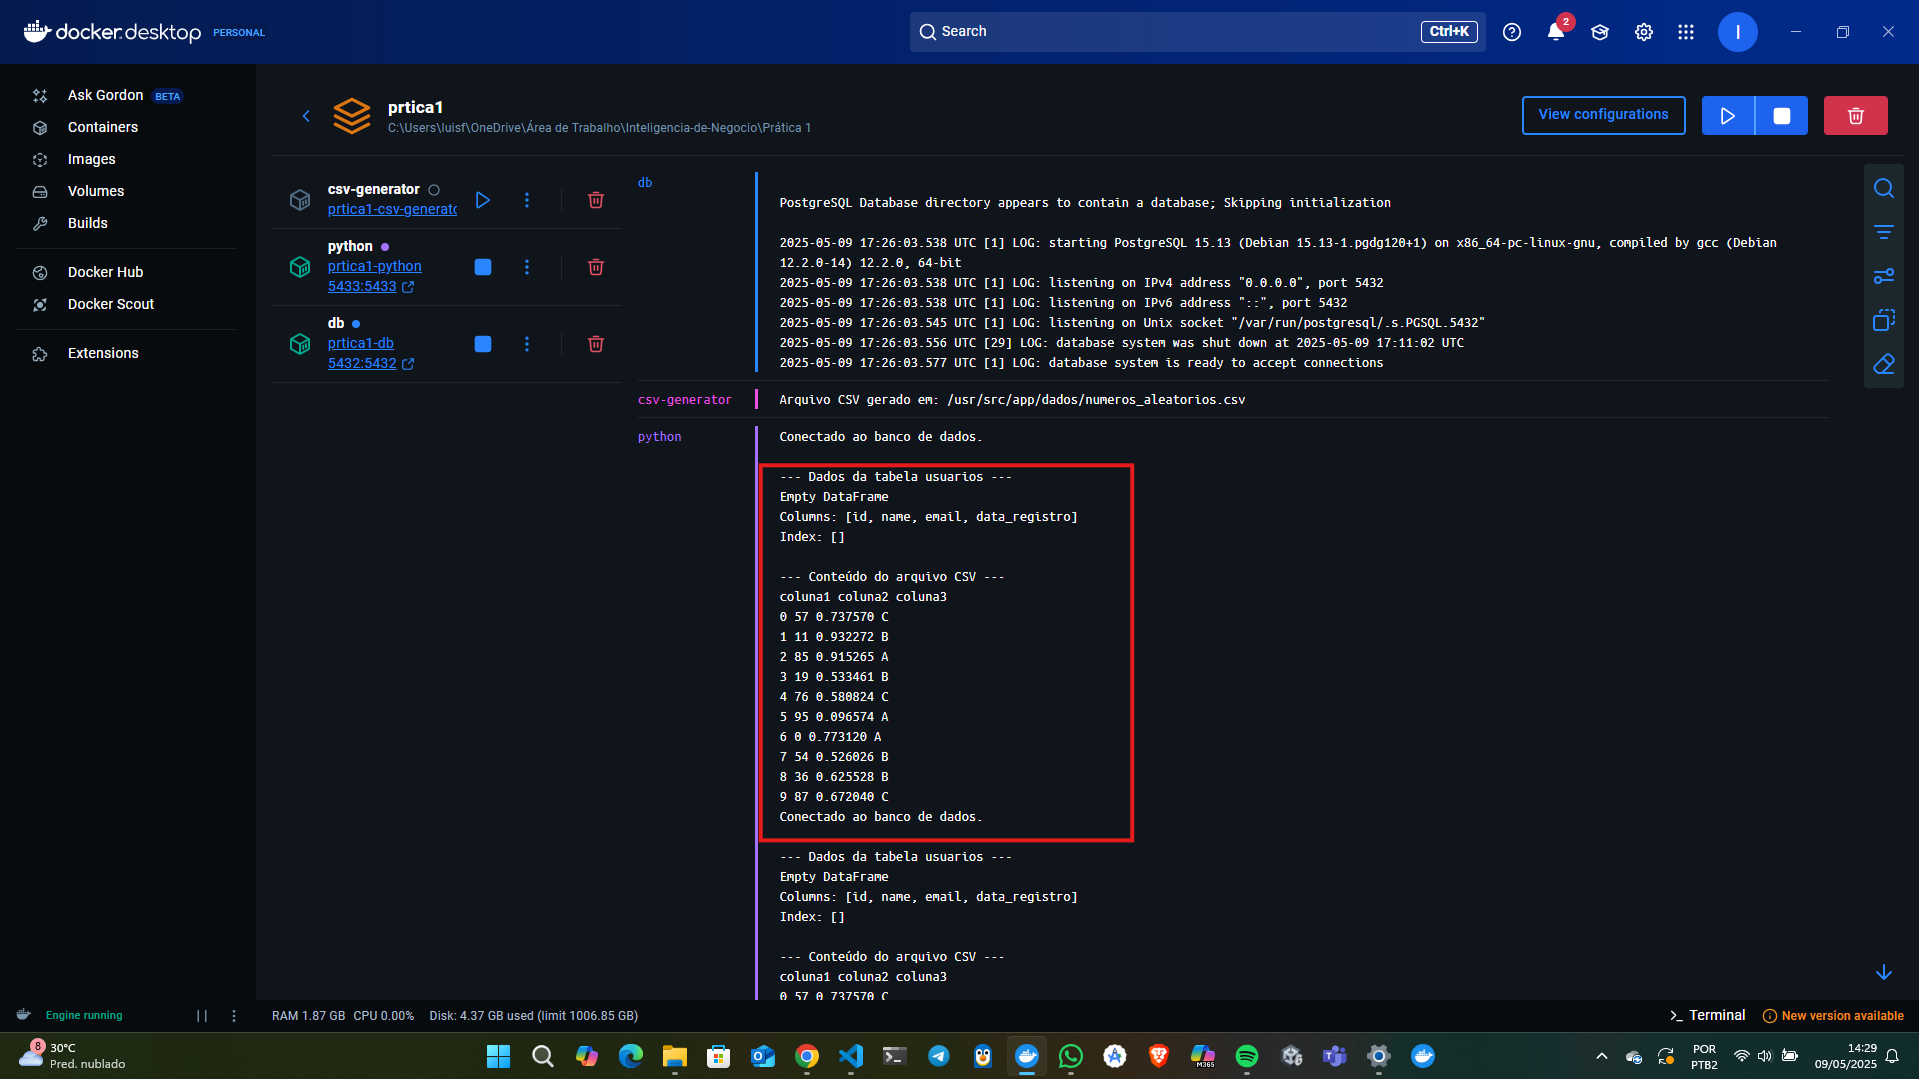 docker desktop PERSONAL
Search
Ctrl+K
2
I
Ask Gordon BETA
Containers
Images
Volumes
Builds
Docker Hub
Docker Scout
Extensions
prtica1
C:\Users\luisf\OneDrive\Área de Trabalho\Inteligencia-de-Negocio\Prática 1
View configurations
csv-generator
prtica1-csv-generato
python
prtica1-python
5433:5433
db
prtica1-db
5432:5432
db
PostgreSQL Database directory appears to contain a database; Skipping initialization
2025-05-09 17:26:03.538 UTC [1] LOG: starting PostgreSQL 15.13 (Debian 15.13-1.pgdg120+1) on x86_64-pc-linux-gnu, compiled by gcc (Debian
12.2.0-14) 12.2.0, 64-bit
2025-05-09 17:26:03.538 UTC [1] LOG: listening on IPv4 address "0.0.0.0", port 5432
2025-05-09 17:26:03.538 UTC [1] LOG: listening on IPv6 address "::", port 5432
2025-05-09 17:26:03.545 UTC [1] LOG: listening on Unix socket "/var/run/postgresql/.s.PGSQL.5432"
2025-05-09 17:26:03.556 UTC [29] LOG: database system was shut down at 2025-05-09 17:11:02 UTC
2025-05-09 17:26:03.577 UTC [1] LOG: database system is ready to accept connections
csv-generator
Arquivo CSV gerado em: /usr/src/app/dados/numeros_aleatorios.csv
python
Conectado ao banco de dados.
--- Dados da tabela usuarios ---
Empty DataFrame
Columns: [id, name, email, data_registro]
Index: []
--- Conteúdo do arquivo CSV ---
coluna1 coluna2 coluna3
0 57 0.737570 C
1 11 0.932272 B
2 85 0.915265 A
3 19 0.533461 B
4 76 0.580824 C
5 95 0.096574 A
6 0 0.773120 A
7 54 0.526026 B
8 36 0.625528 B
9 87 0.672040 C
Conectado ao banco de dados.
--- Dados da tabela usuarios ---
Empty DataFrame
Columns: [id, name, email, data_registro]
Index: []
--- Conteúdo do arquivo CSV ---
coluna1 coluna2 coluna3
0 57 0.737570 C
Engine running
RAM 1.87 GB CPU 0.00% Disk: 4.37 GB used (limit 1006.85 GB)
Terminal
New version available
8
30°C
Pred. nublado
M365
POR
PTB2
14:29
09/05/2025